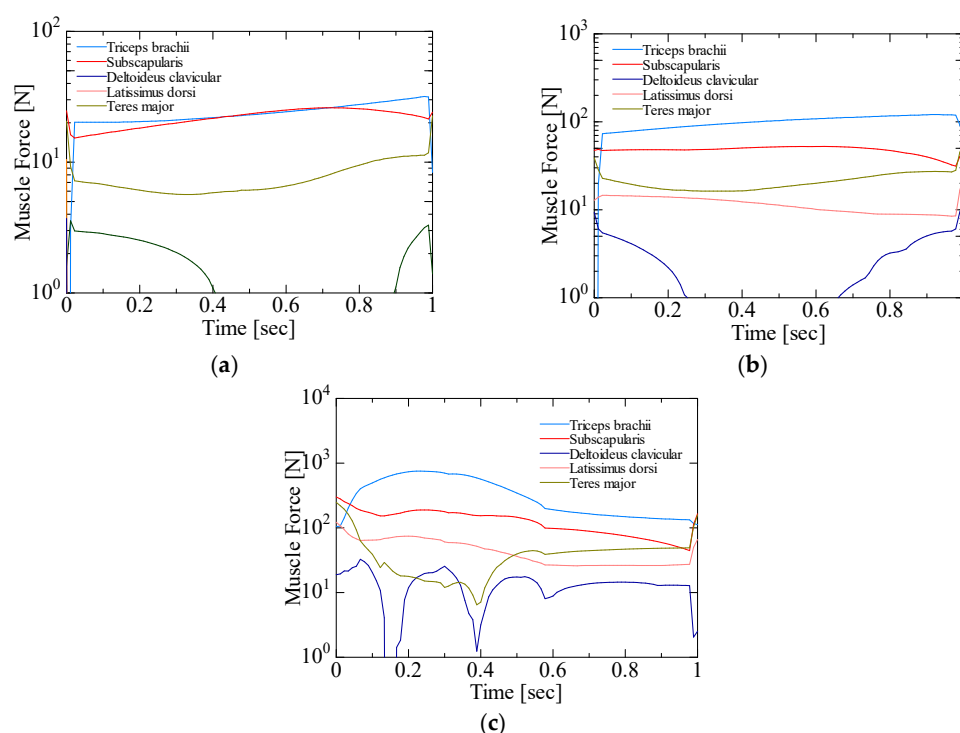 10^2
Triceps brachii
Subscapularis
Deltoideus clavicular
Latissimus dorsi
Teres major
Muscle Force [N]
10^1
10^0
0 0.2 0.4 0.6 0.8 1
Time [sec]
(a)
10^3
Triceps brachii
Subscapularis
Deltoideus clavicular
Latissimus dorsi
Teres major
Muscle Force [N]
10^2
10^1
10^0
0 0.2 0.4 0.6 0.8
Time [sec]
(b)
10^4
Triceps brachii
Subscapularis
Deltoideus clavicular
Latissimus dorsi
Teres major
Muscle Force [N]
10^3
10^2
10^1
10^0
0 0.2 0.4 0.6 0.8 1
Time [sec]
(c)